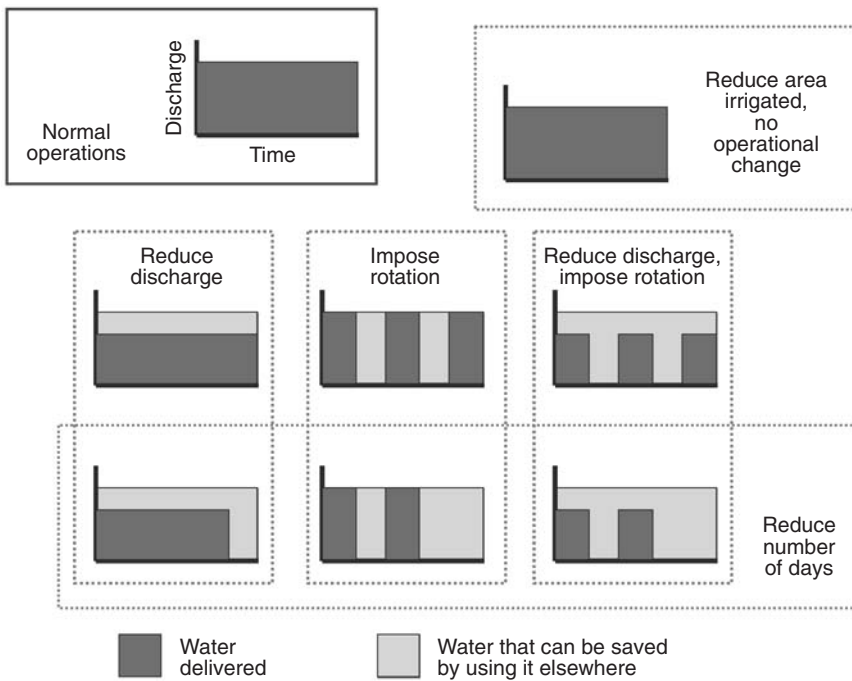 Discharge
Normal
operations
Time
Reduce area
irrigated,
no
operational
change
Reduce
discharge
Impose
rotation
Reduce discharge,
impose rotation
Reduce
number
of days
Water
delivered
Water that can be saved
by using it elsewhere